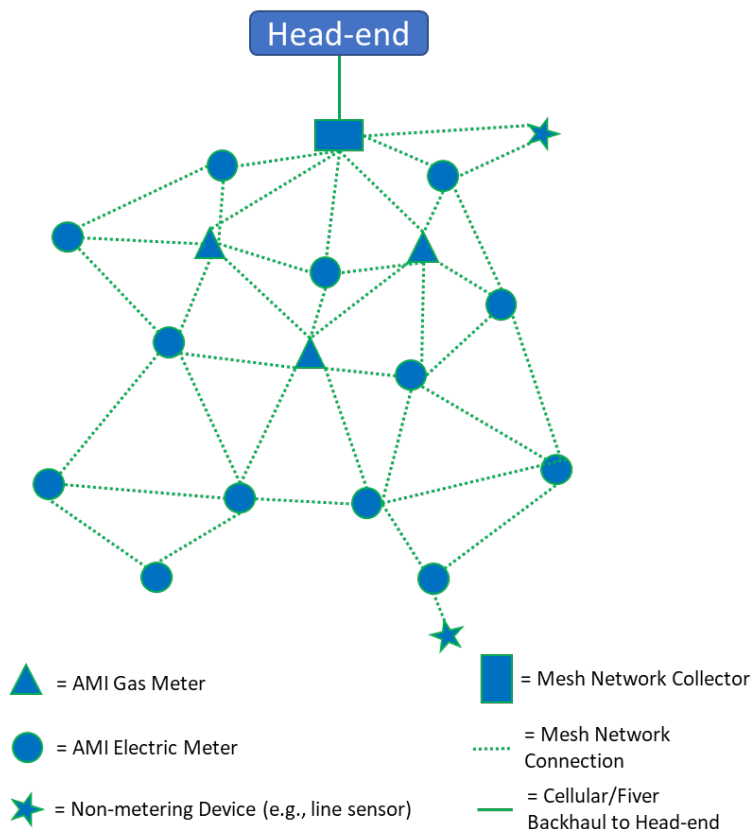 Head-end
= AMI Gas Meter
= Mesh Network Collector
= AMI Electric Meter
= Mesh Network
Connection
= Non-metering Device (e.g., line sensor)
= Cellular/Fiver
Backhaul to Head-end